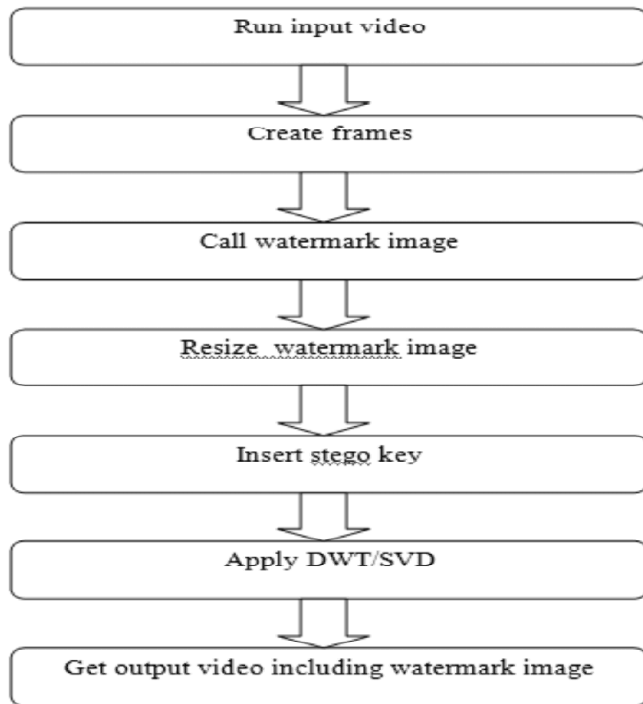 Run input video
Create frames
Call watermark image
Resize watermark image
Insert stego key
Apply DWT/SVD
Get output video including watermark image